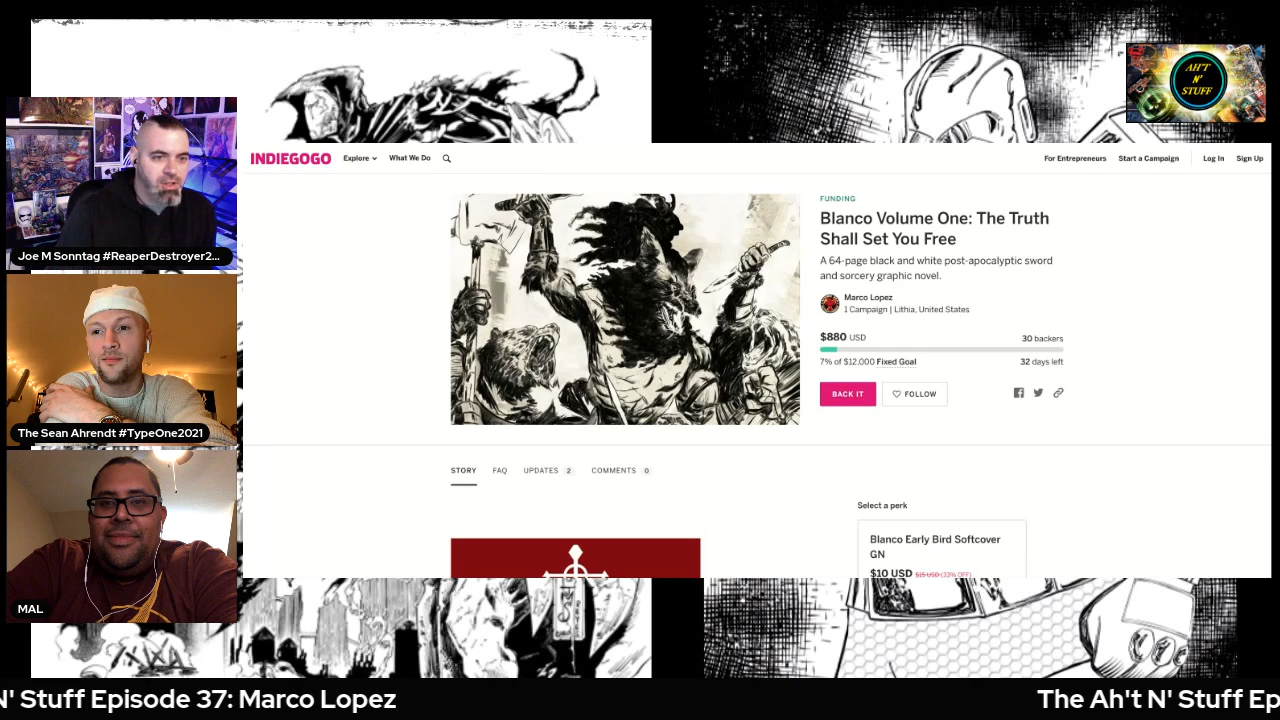 AH'T
N'
STUFF
INDIEGOGO
Explore
What We Do
For Entrepreneurs
Start a Campaign
Log In
Sign Up
Joe M Sonntag #ReaperDestroyer2...
The Sean Ahrendt #TypeOne2021
MAL
FUNDING
Blanco Volume One: The Truth
Shall Set You Free
A 64-page black and white post-apocalyptic sword
and sorcery graphic novel.
Marco Lopez
1 Campaign | Lithia, United States
$880 USD
30 backers
7% of $12,000 Fixed Goal
32 days left
BACK IT
FOLLOW
STORY
FAQ
UPDATES 2
COMMENTS 0
Select a perk
Blanco Early Bird Softcover
GN
$10 USD $15 USD (33% OFF)
N' Stuff Episode 37: Marco Lopez
The Ah't N' Stuff Ep